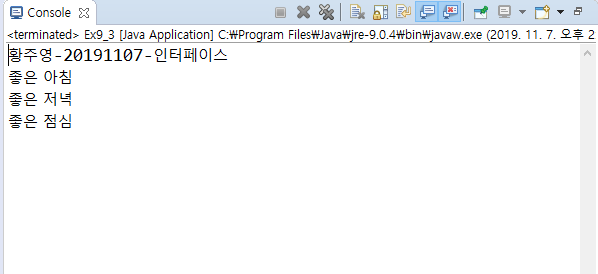 Console
<terminated> Ex9_3 [Java Application] C:₩Program Files₩Java₩jre-9.0.4₩bin₩javaw.exe (2019. 11. 7. 오후 2
황주영-20191107-인터페이스
좋은 아침
좋은 저녁
좋은 점심